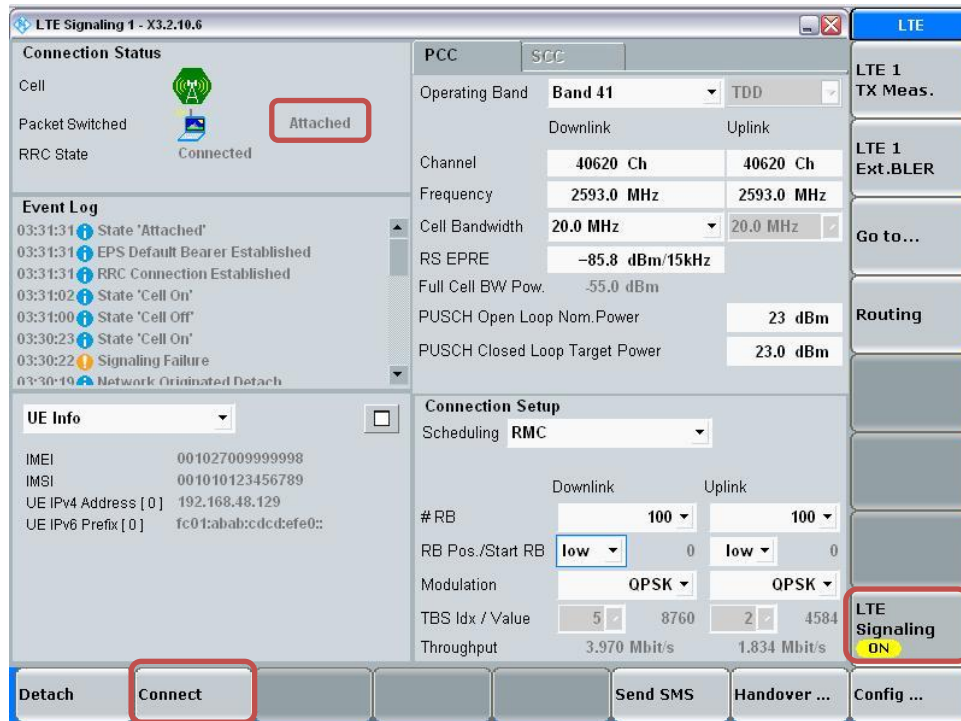 LTE Signaling 1 - X3.2.10.6
LTE
Connection Status
Cell
Packet Switched Attached
RRC State Connected
Event Log
03:31:31 State 'Attached'
03:31:31 EPS Default Bearer Established
03:31:31 RRC Connection Established
03:31:02 State 'Cell On'
03:31:00 State 'Cell Off'
03:30:23 State 'Cell On'
03:30:22 Signaling Failure
03:30:19 Network Originated Detach
UE Info
IMEI 001027009999998
IMSI 001010123456789
UE IPv4 Address [ 0 ] 192.168.48.129
UE IPv6 Prefix [ 0 ] fc01:abab:cdcd:efe0::
PCC SCC
Operating Band Band 41 TDD
Downlink Uplink
Channel 40620 Ch 40620 Ch
Frequency 2593.0 MHz 2593.0 MHz
Cell Bandwidth 20.0 MHz 20.0 MHz
RS EPRE -85.8 dBm/15kHz
Full Cell BW Pow. -55.0 dBm
PUSCH Open Loop Nom.Power 23 dBm
PUSCH Closed Loop Target Power 23.0 dBm
Connection Setup
Scheduling RMC
Downlink Uplink
# RB 100 100
RB Pos./Start RB low 0 low 0
Modulation QPSK QPSK
TBS Idx / Value 5 8760 2 4584
Throughput 3.970 Mbit/s 1.834 Mbit/s
LTE 1
TX Meas.
LTE 1
Ext.BLER
Go to...
Routing
LTE
Signaling
ON
Detach Connect Send SMS Handover ... Config ...